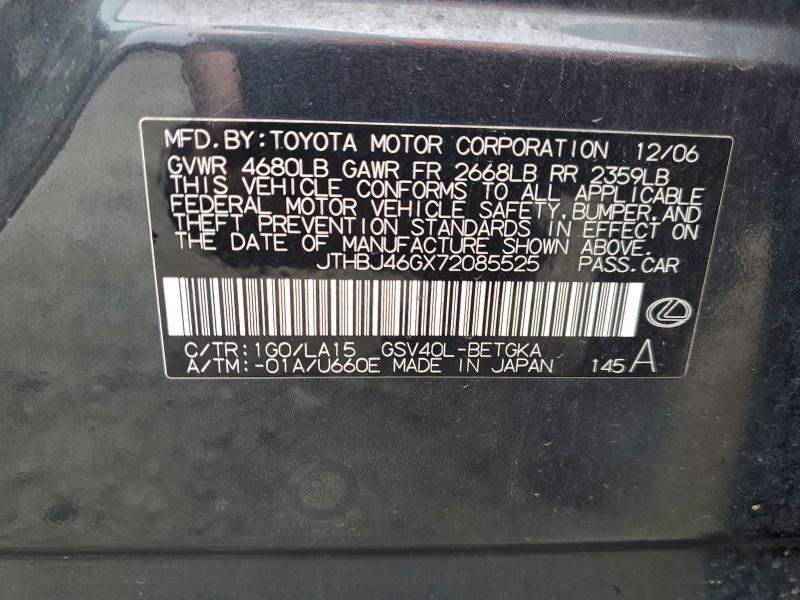 MFD. BY: TOYOTA MOTOR CORPORATION 12/06
GVWR 4680LB GAWR FR 2668LB RR 2359LB
THIS VEHICLE CONFORMS TO ALL APPLICABLE
FEDERAL MOTOR VEHICLE SAFETY, BUMPER, AND
THEFT PREVENTION STANDARDS IN EFFECT ON
THE DATE OF MANUFACTURE SHOWN ABOVE.
JTHBJ46GX72085525 PASS.CAR
C/TR: 1G0/LA15 GSV40L-BETGKA
A/TM: -01A/U660E MADE IN JAPAN 145 A